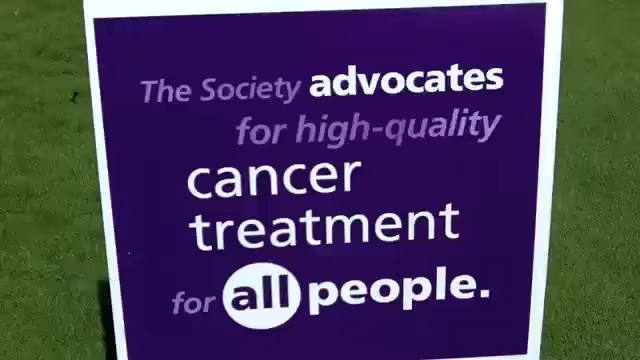 The Society advocates
for high-quality
cancer
treatment
for all people.